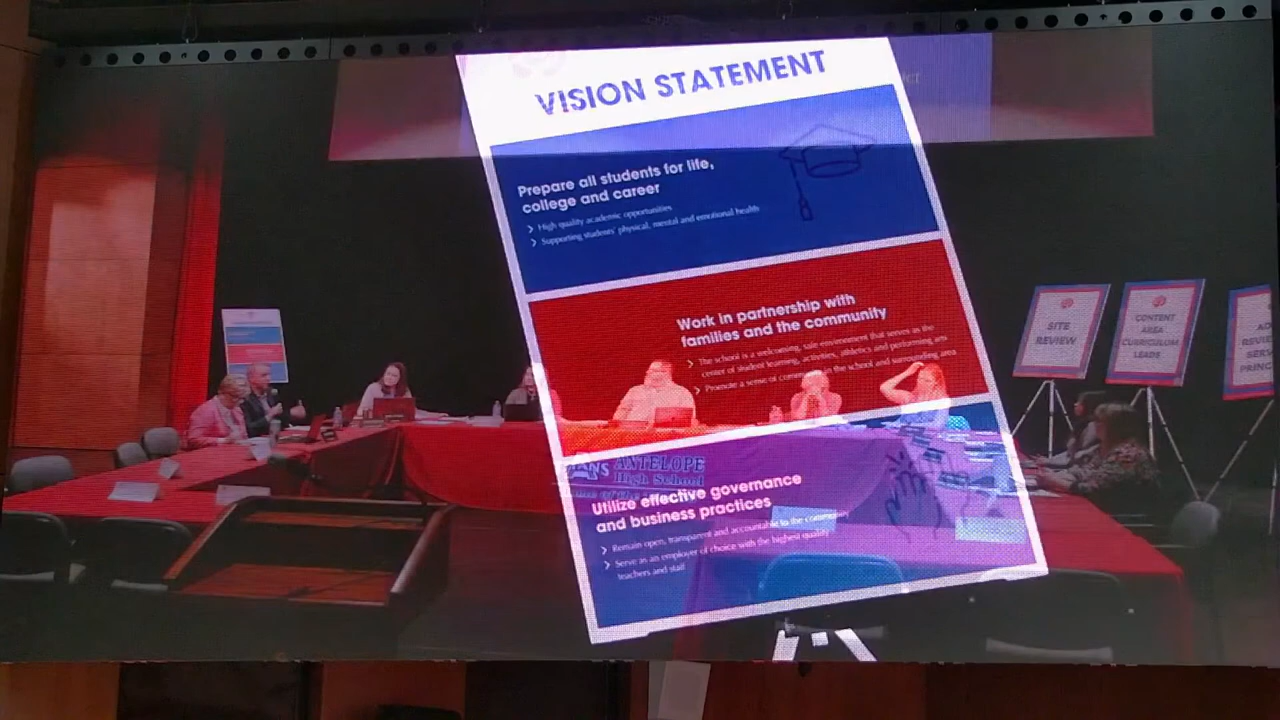 VISION STATEMENT
Prepare all students for life,
college and career
High quality academic opportunities
Supporting students' physical, mental and emotional health
Work in partnership with
families and the community
The school is a welcoming, safe environment that serves as the
center of student learning, activities, athletics and performing arts
Promote a sense of in the school and surrounding area
ANTELOPE
High School
Utilize effective governance
and business practices
Remain open, transparent and accountable to the community
Serve as an employer of choice with the highest quality
teachers and staff
SITE
REVIEW
CONTENT
AREA
CURRICULUM
LEADS